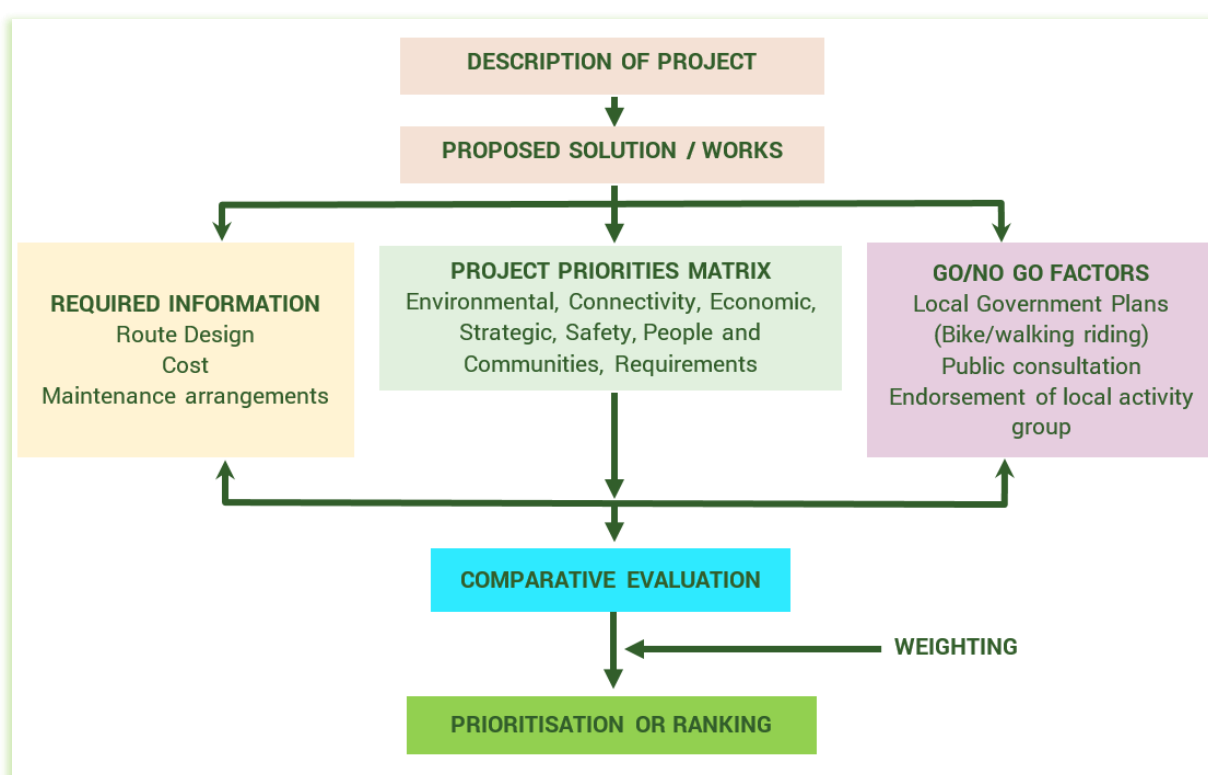 DESCRIPTION OF PROJECT
PROPOSED SOLUTION / WORKS
REQUIRED INFORMATION
Route Design
Cost
Maintenance arrangements
PROJECT PRIORITIES MATRIX
Environmental, Connectivity, Economic,
Strategic, Safety, People and
Communities, Requirements
GO/NO GO FACTORS
Local Government Plans
(Bike/walking riding)
Public consultation
Endorsement of local activity
group
COMPARATIVE EVALUATION
WEIGHTING
PRIORITISATION OR RANKING